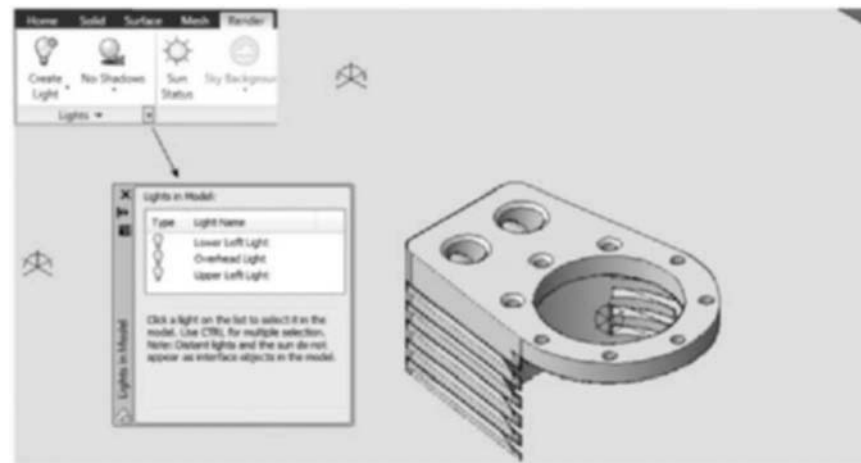 Home Solid Surface Mesh Render
Create Light
No Shadows
Sun Status
Sky Backgroun
Lights
Lights in Model:
Type Light Name
Lower Left Light
Overhead Light
Upper Left Light
Click a light on the list to select it in the
model. Use CTRL for multiple selection.
Note: Distant lights and the sun do not
appear as interface objects in the model.
Lights in Model